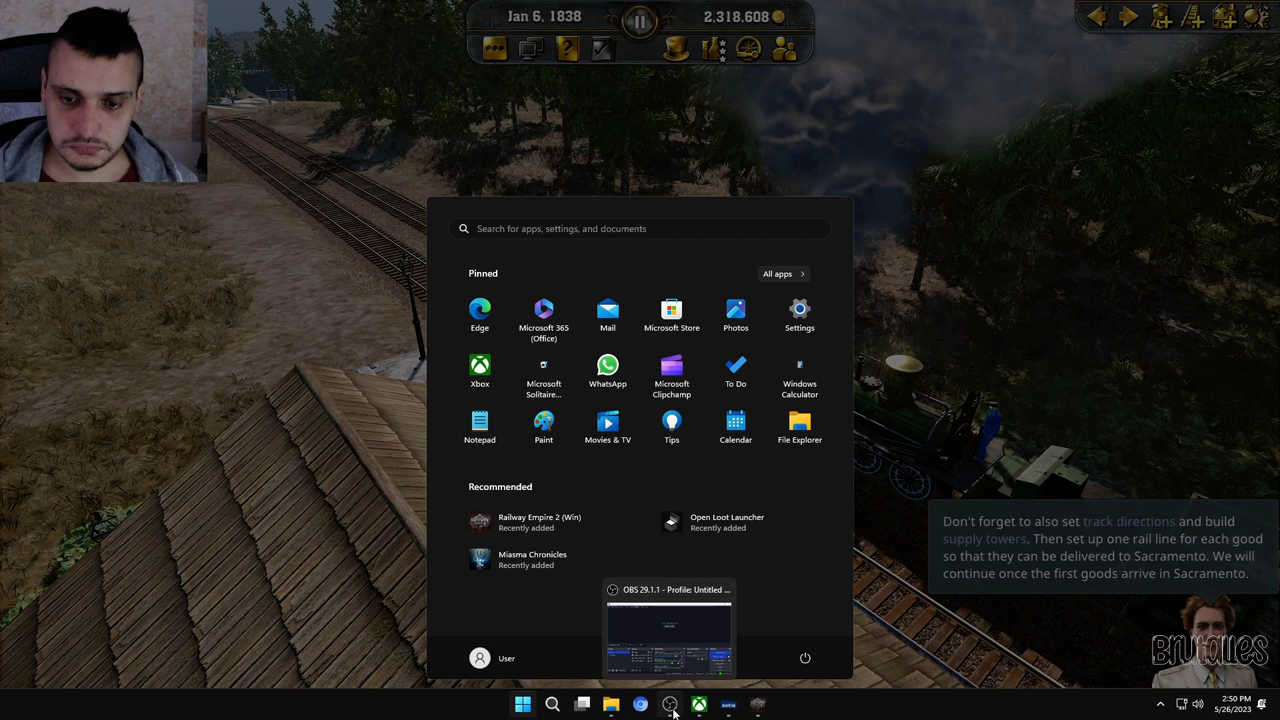 Jan 6, 1838
2,318,608
Search for apps, settings, and documents
Pinned
All apps
Edge
Microsoft 365
(Office)
Mail
Microsoft Store
Photos
Settings
Xbox
Microsoft
Solitaire...
WhatsApp
Microsoft
Clipchamp
To Do
Windows
Calculator
Notepad
Paint
Movies & TV
Tips
Calendar
File Explorer
Recommended
Railway Empire 2 (Win)
Recently added
Open Loot Launcher
Recently added
Miasma Chronicles
Recently added
Don't forget to also set track directions and build
supply towers. Then set up one rail line for each good
so that they can be delivered to Sacramento. We will
continue once the first goods arrive in Sacramento.
OBS 29.1.1 - Profile: Untitled ...
User
BRUTALLES
2:50 PM
5/26/2023